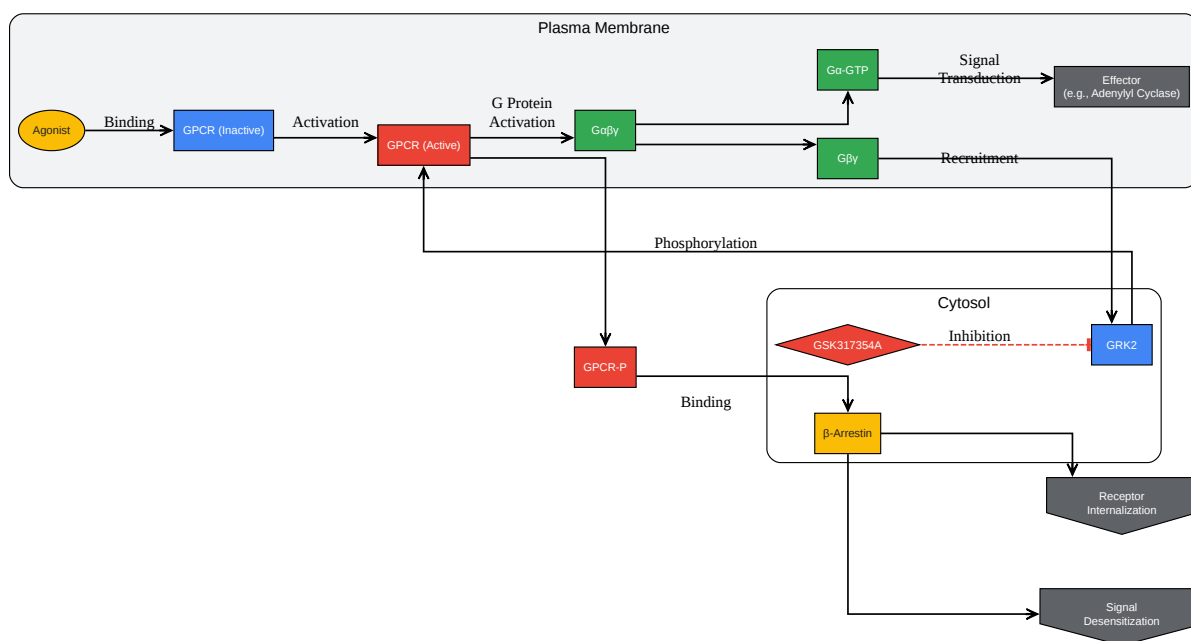 Plasma Membrane
Agonist
Binding
GPCR (Inactive)
Activation
GPCR (Active)
G Protein
Activation
Gαβγ
Gα-GTP
Signal
Transduction
Effector
(e.g., Adenylyl Cyclase)
Gβγ
Recruitment
Phosphorylation
Cytosol
GSK317354A
Inhibition
GRK2
GPCR-P
Binding
β-Arrestin
Receptor
Internalization
Signal
Desensitization